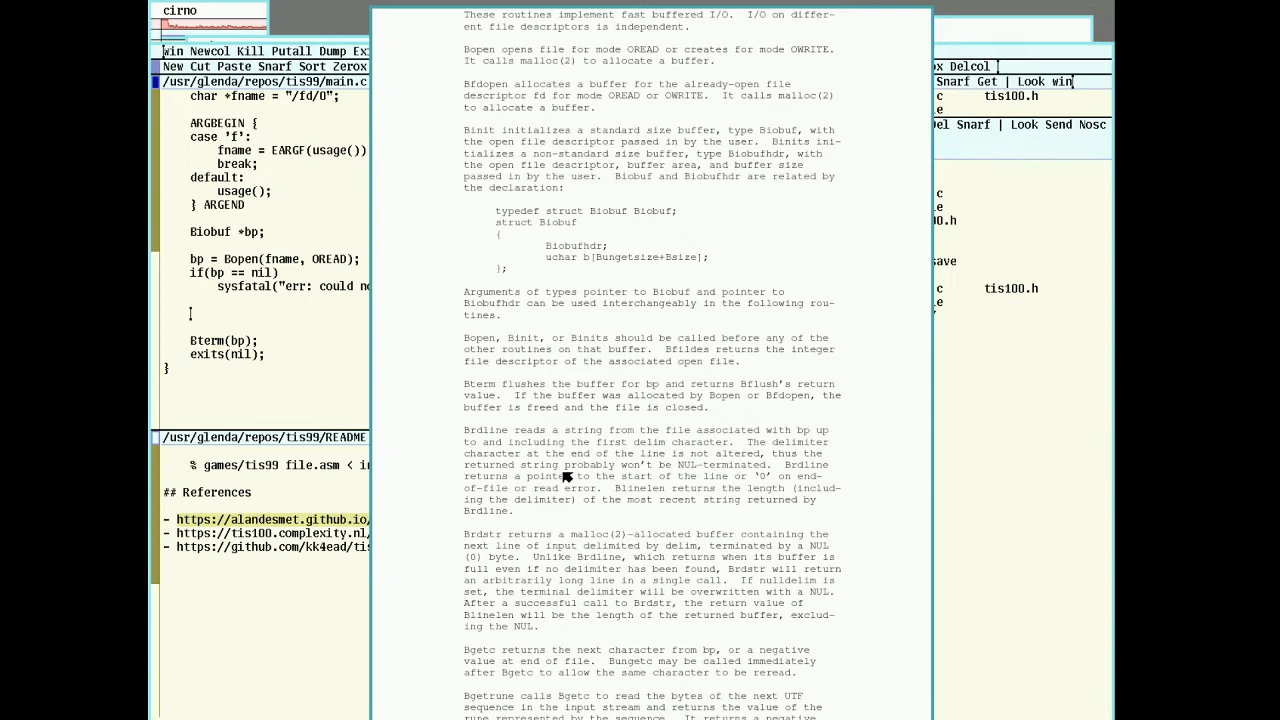 cirno
Win Newcol Kill Putall Dump Ex
New Cut Paste Snarf Sort Zerox
/usr/glenda/repos/tis99/main.c
char *fname = "/fd/0";
ARGBEGIN {
case 'f':
fname = EARGF(usage())
break;
default:
usage();
} ARGEND
Biobuf *bp;
bp = Bopen(fname, OREAD);
if(bp == nil)
sysfatal("err: could no
Bterm(bp);
exits(nil);
}
/usr/glenda/repos/tis99/README
% games/tis99 file.asm < i
## References
- https://alandesmet.github.io/
- https://tis100.complexity.nl/
- https://github.com/kk4ead/tis
These routines implement fast buffered I/O. I/O on differ-
ent file descriptors is independent.
Bopen opens file for mode OREAD or creates for mode OWRITE.
It calls malloc(2) to allocate a buffer.
Bfdopen allocates a buffer for the already-open file
descriptor fd for mode OREAD or OWRITE. It calls malloc(2)
to allocate a buffer.
Binit initializes a standard size buffer, type Biobuf, with
the open file descriptor passed in by the user. Binits ini-
tializes a non-standard size buffer, type Biobufhdr, with
the open file descriptor, buffer area, and buffer size
passed in by the user. Biobuf and Biobufhdr are related by
the declaration:
typedef struct Biobuf Biobuf;
struct Biobuf
{
Biobufhdr;
uchar b[Bungetsize+Bsize];
};
Arguments of types pointer to Biobuf and pointer to
Biobufhdr can be used interchangeably in the following rou-
tines.
Bopen, Binit, or Binits should be called before any of the
other routines on that buffer. Bfildes returns the integer
file descriptor of the associated open file.
Bterm flushes the buffer for bp and returns Bflush's return
value. If the buffer was allocated by Bopen or Bfdopen, the
buffer is freed and the file is closed.
Brdline reads a string from the file associated with bp up
to and including the first delim character. The delimiter
character at the end of the line is not altered, thus the
returned string probably won't be NUL-terminated. Brdline
returns a pointer to the start of the line or '0' on end-
of-file or read error. Blinelen returns the length (includ-
ing the delimiter) of the most recent string returned by
Brdline.
Brdstr returns a malloc(2)-allocated buffer containing the
next line of input delimited by delim, terminated by a NUL
(0) byte. Unlike Brdline, which returns when its buffer is
full even if no delimiter has been found, Brdstr will return
an arbitrarily long line in a single call. If nulldelim is
set, the terminal delimiter will be overwritten with a NUL.
After a successful call to Brdstr, the return value of
Blinelen will be the length of the returned buffer, exclud-
ing the NUL.
Bgetc returns the next character from bp, or a negative
value at end of file. Bungetc may be called immediately
after Bgetc to allow the same character to be reread.
Bgetrune calls Bgetc to read the bytes of the next UTF
sequence in the input stream and returns the value of the
rune represented by the sequence. It returns a negative
ox Delcol
Snarf Get | Look win
c tis100.h
e
Del Snarf | Look Send Nosc
c
le
00.h
save
c tis100.h
e